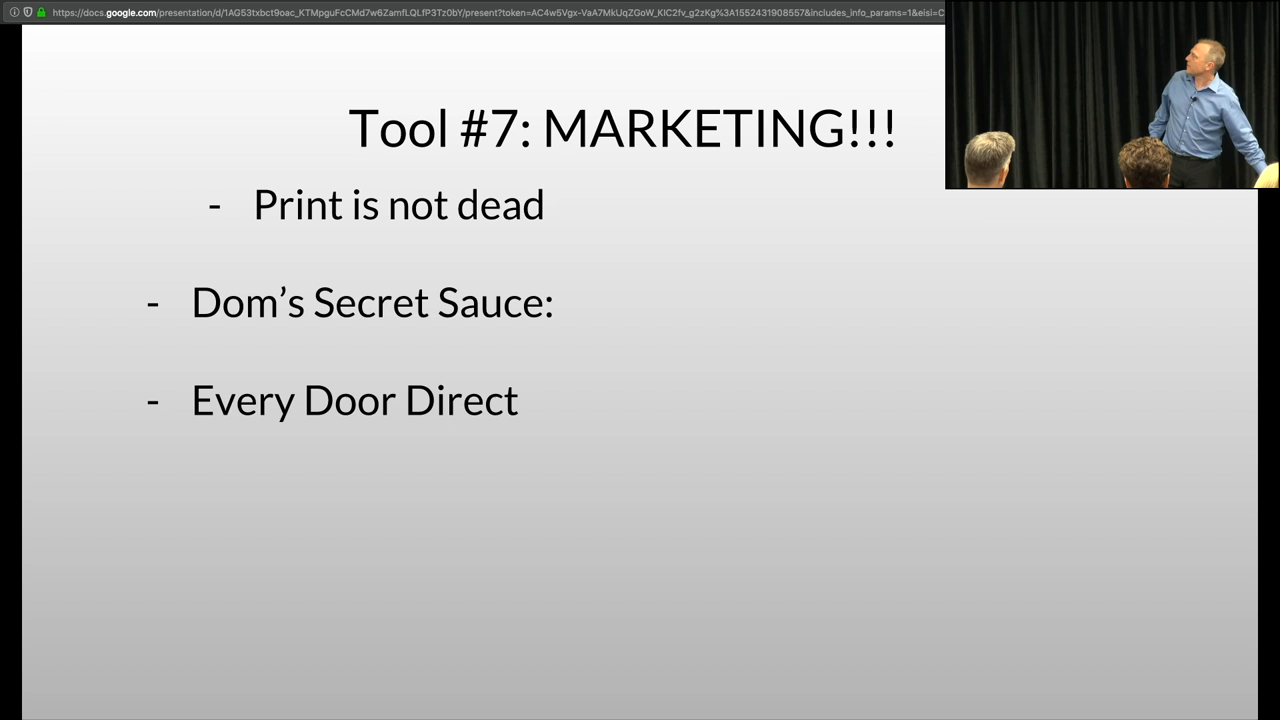 https://docs.google.com/presentation/d/1AG53txbct9oac_KTMpguFcCMd7w6ZamfLQLfP3Tz0bY/present?token=AC4w5Vgx-VaA7MkUqZGoW_KIC2fv_g2zKg%3A1552431908557&includes_info_params=1&eisi=C
Tool #7: MARKETING!!!
- Print is not dead
- Dom’s Secret Sauce:
- Every Door Direct